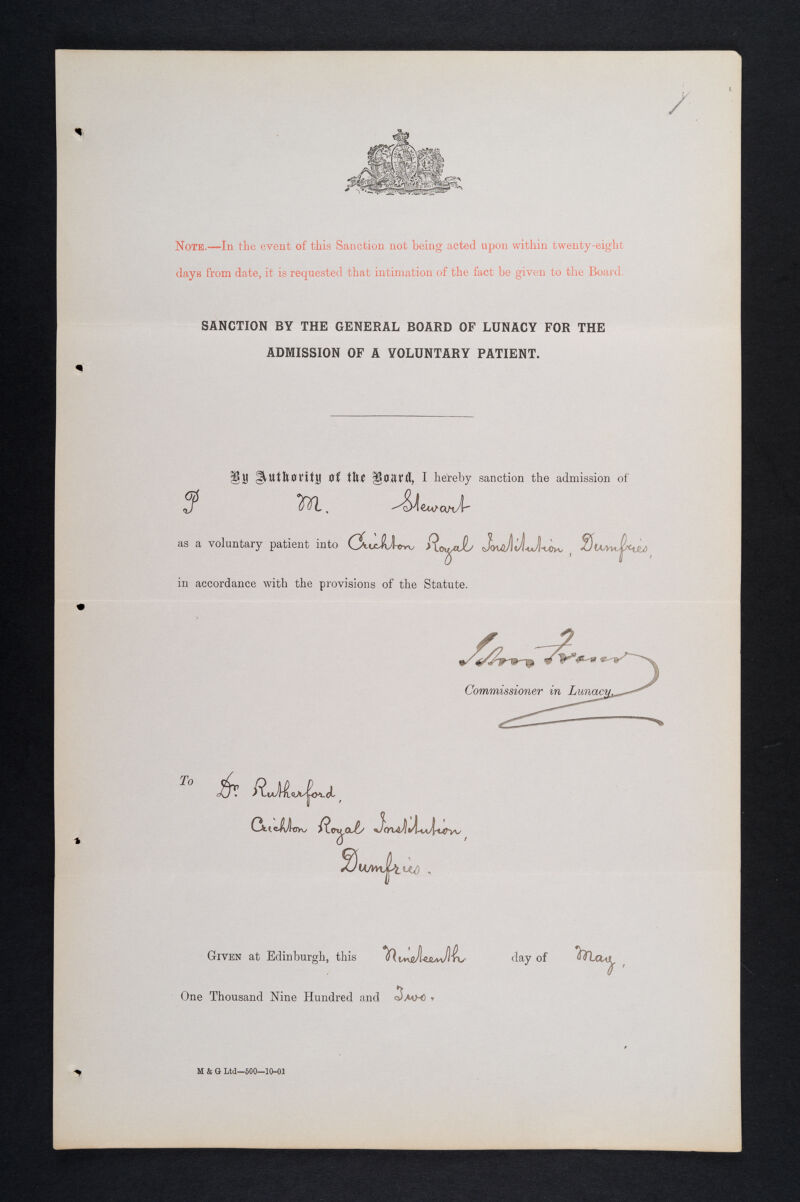 NOTE.—In the event of this Sanction not being acted upon within twenty-eight
days from date, it is requested that intimation of the fact be given to the Board.
SANCTION BY THE GENERAL BOARD OF LUNACY FOR THE
ADMISSION OF A VOLUNTARY PATIENT.
By Authority of the Board, I hereby sanction the admission of
P M. Stewart
as a voluntary patient into Crichton Royal Institution, Dumfries,
in accordance with the provisions of the Statute.
John Fraser
Commissioner in Lunacy.
To Dr. Rutherford,
Crichton Royal Institution,
Dumfries.
GIVEN at Edinburgh, this Nineteenth day of May,
One Thousand Nine Hundred and Two.
M & G Ltd—500—10-01